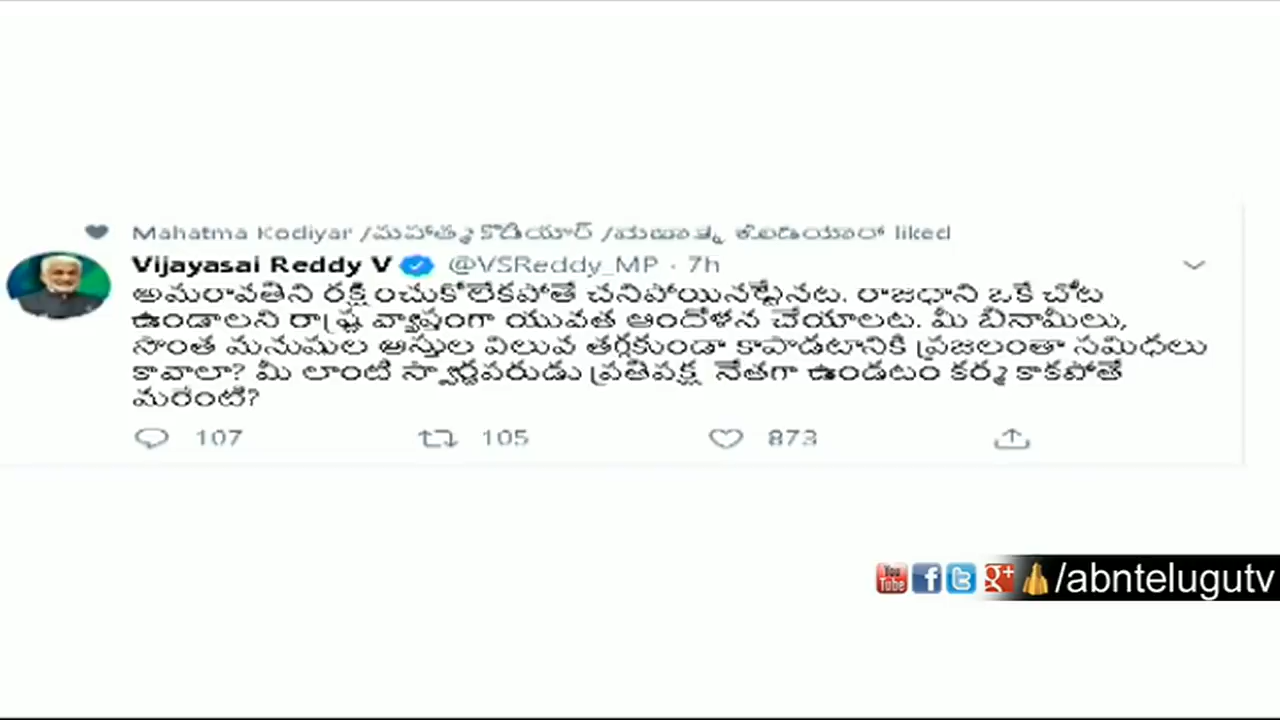 Mahatma Kodiyar /మహాత్మ కొడియార్ /ಮಹಾತ್ಮ ಕೊಡಿಯಾರ್ liked
Vijayasai Reddy V @VSReddy_MP · 7h
అమరావతిని రక్షించుకోలేకపోతే చనిపోయినట్టేనట. రాజధాని ఒకే చోట
ఉండాలని రాష్ట్ర వ్యాప్తంగా యువత ఆందోళన చేయాలట. మీ బినామీలు,
సొంత మనుషుల ఆస్తుల విలువ తగ్గకుండా కాపాడటానికి ప్రజలంతా సమిధలు
కావాలా? మీ లాంటి స్వార్థపరుడు ప్రతిపక్ష నేతగా ఉండటం కర్మ కాకపోతే
మరేంటి?
107 105 873
You Tube f t g+ /abntelugutv